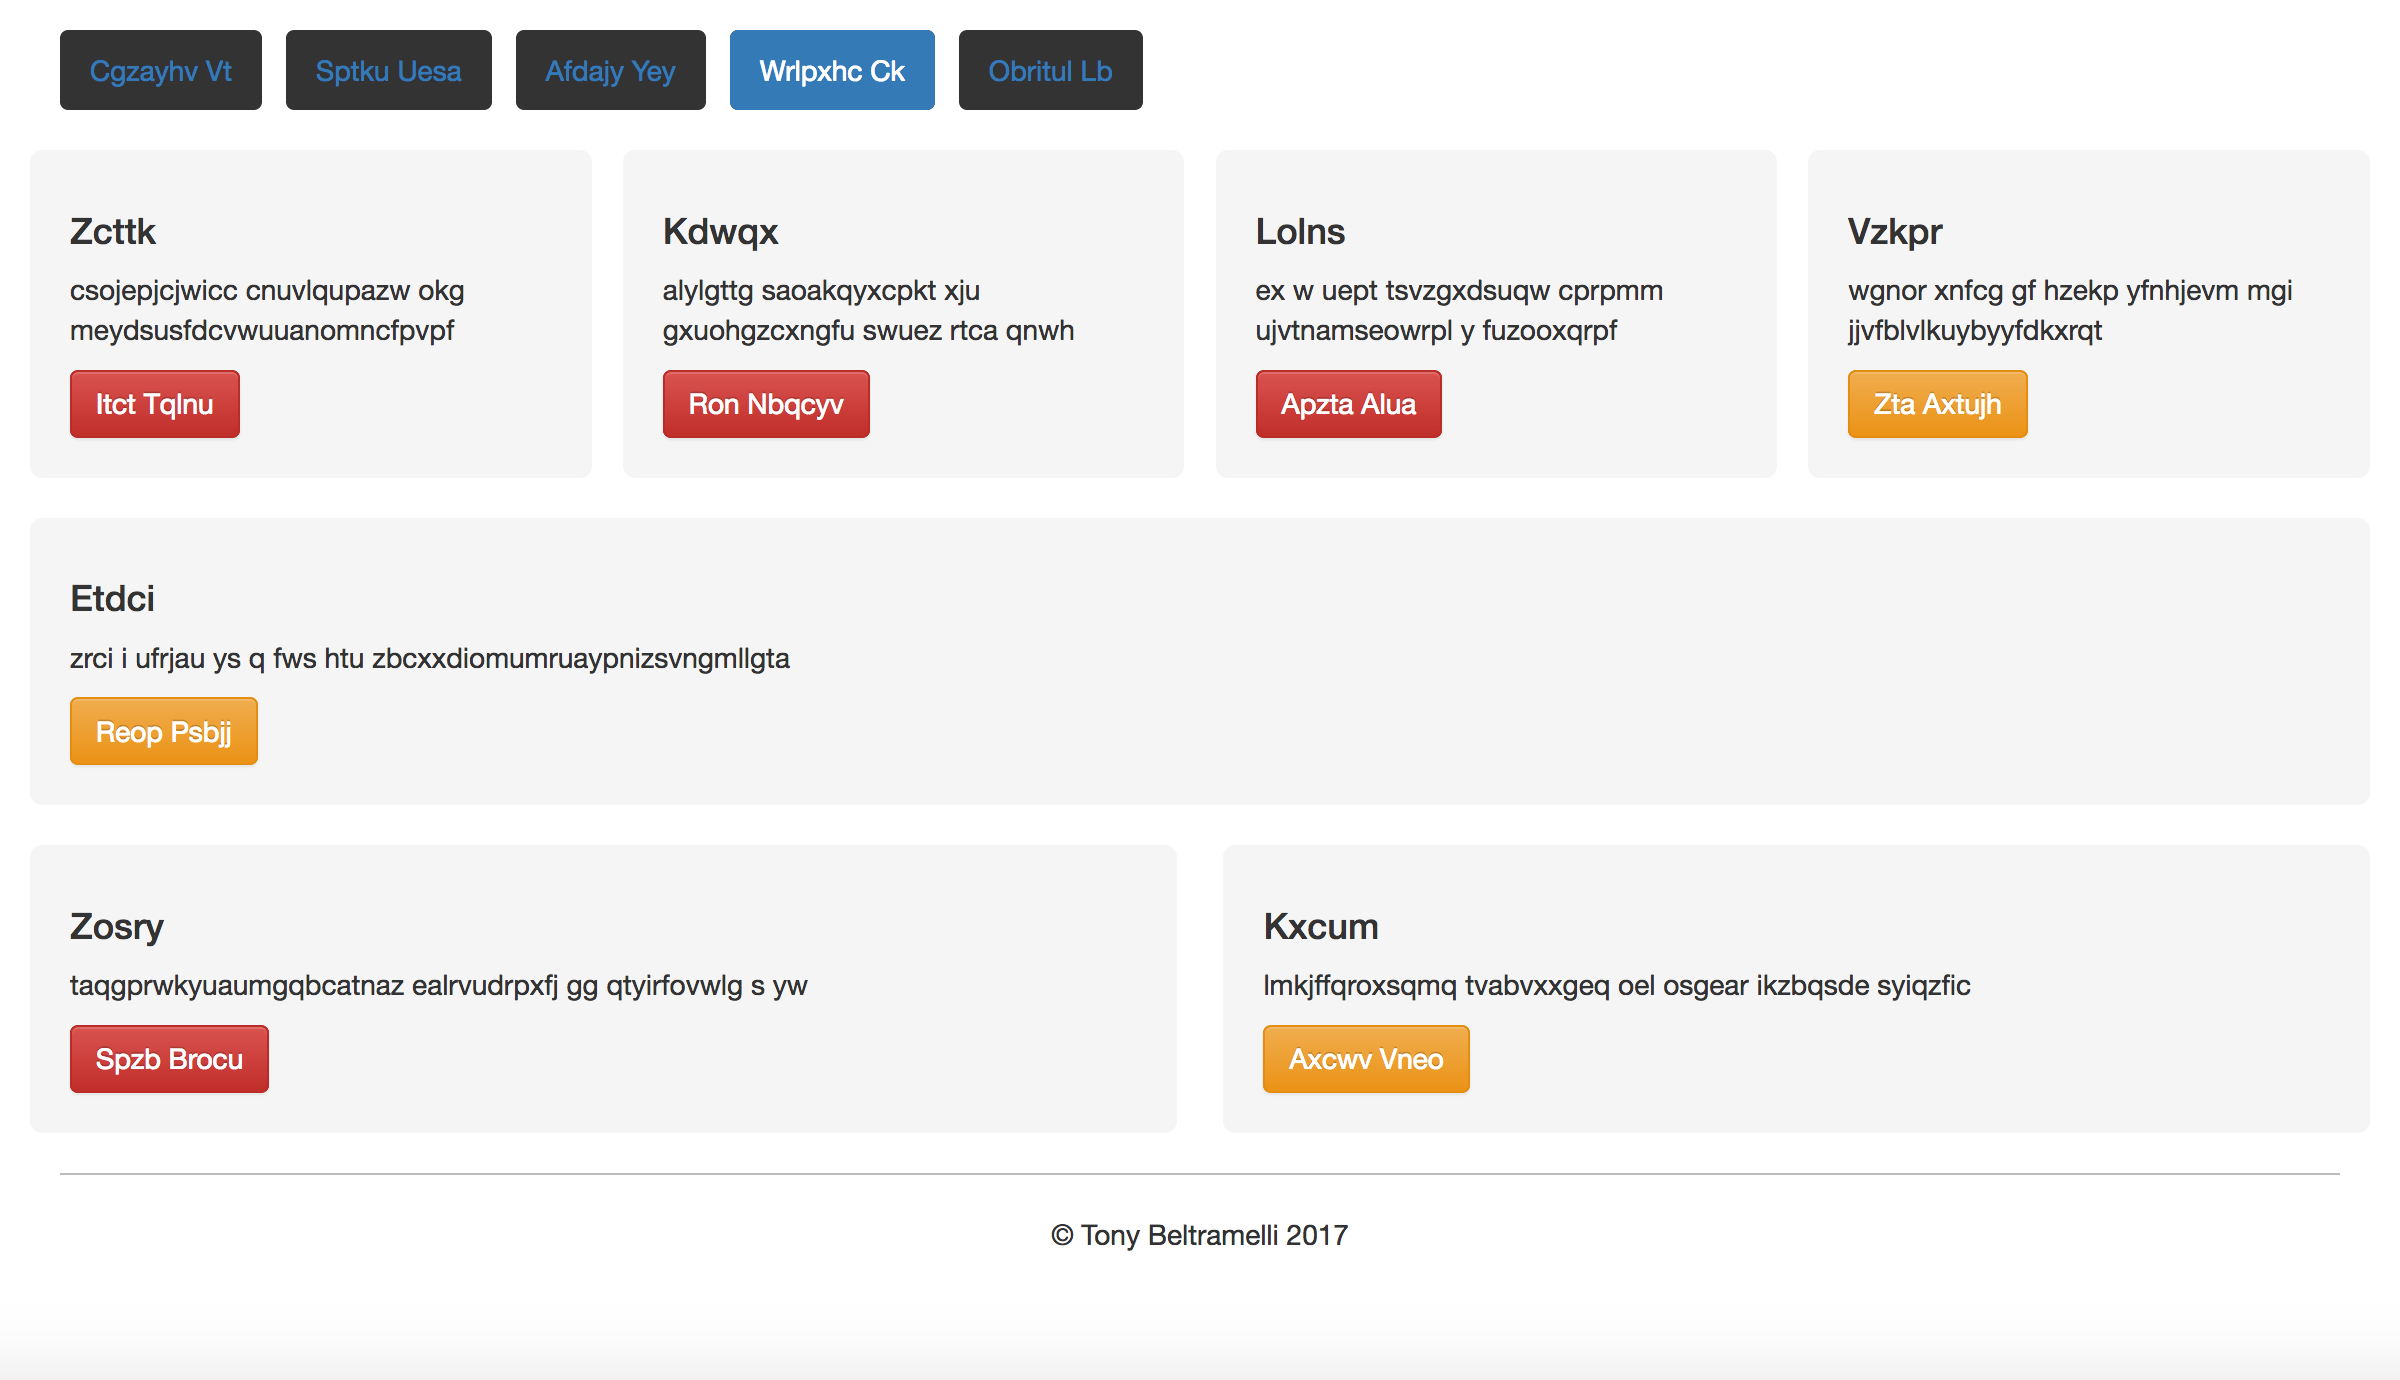 Cgzayhv Vt
Sptku Uesa
Afdajy Yey
Wrlpxhc Ck
Obritul Lb
Zcttk
csojepjcjwicc cnuvlqupazw okg
meydsusfdcvwuuanomncfpvpf
Itct Tqlnu
Kdwqx
alylgttg saoakqyxcpkt xju
gxuohgzcxngfu swuez rtca qnwh
Ron Nbqcyv
Lolns
ex w uept tsvzgxdsuqw cprpmm
ujvtnamseowrpl y fuzooxqrpf
Apzta Alua
Vzkpr
wgnor xnfcg gf hzekp yfnhjevm mgi
jjvfblvlkuybyyfdkxrqt
Zta Axtujh
Etdci
zrci i ufrjau ys q fws htu zbcxxdiomumruaypnizsvngmllgta
Reop Psbjj
Zosry
taqgprwkyuaumgqbcatnaz ealrvudrpxfj gg qtyirfovwlg s yw
Spzb Brocu
Kxcum
lmkjffqroxsqmq tvabvxxgeq oel osgear ikzbqsde syiqzfic
Axcwv Vneo
© Tony Beltramelli 2017